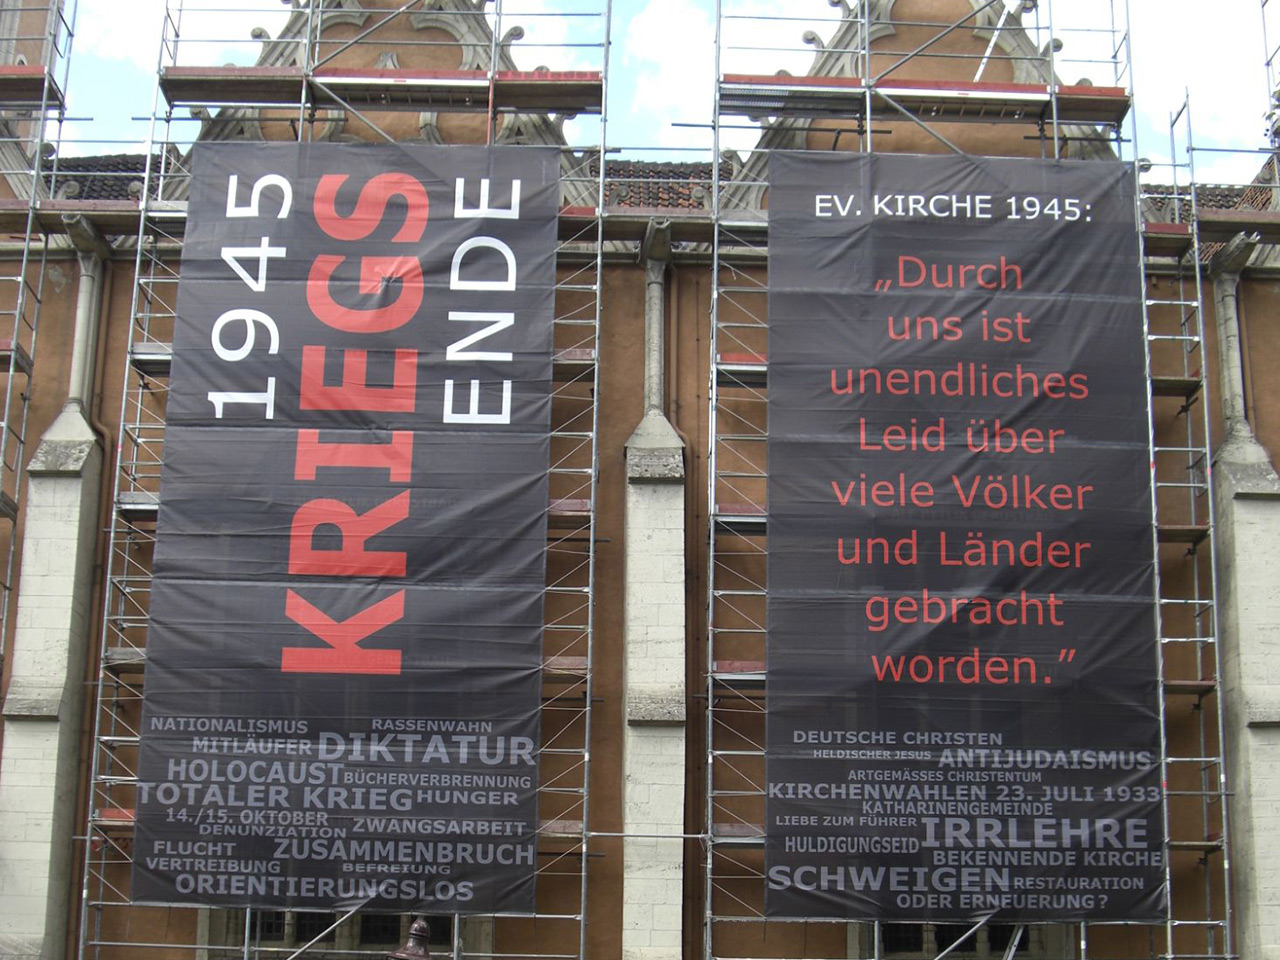 1945
KRIEGS
ENDE
NATIONALISMUS RASSENWAHN
MITLÄUFER DIKTATUR
HOLOCAUST BÜCHERVERBRENNUNG
TOTALER KRIEG HUNGER
14./15. OKTOBER
DENUNZIATION ZWANGSARBEIT
FLUCHT ZUSAMMENBRUCH
VERTREIBUNG BEFREIUNG
ORIENTIERUNGSLOS
EV. KIRCHE 1945:
„Durch
uns ist
unendliches
Leid über
viele Völker
und Länder
gebracht
worden.”
DEUTSCHE CHRISTEN
HELDISCHER JESUS ANTIJUDAISMUS
ARTGEMÄSSES CHRISTENTUM
KIRCHENWAHLEN 23. JULI 1933
KATHARINENGEMEINDE
LIEBE ZUM FÜHRER IRRLEHRE
HULDIGUNGSEID
BEKENNENDE KIRCHE
SCHWEIGEN RESTAURATION
ODER ERNEUERUNG?